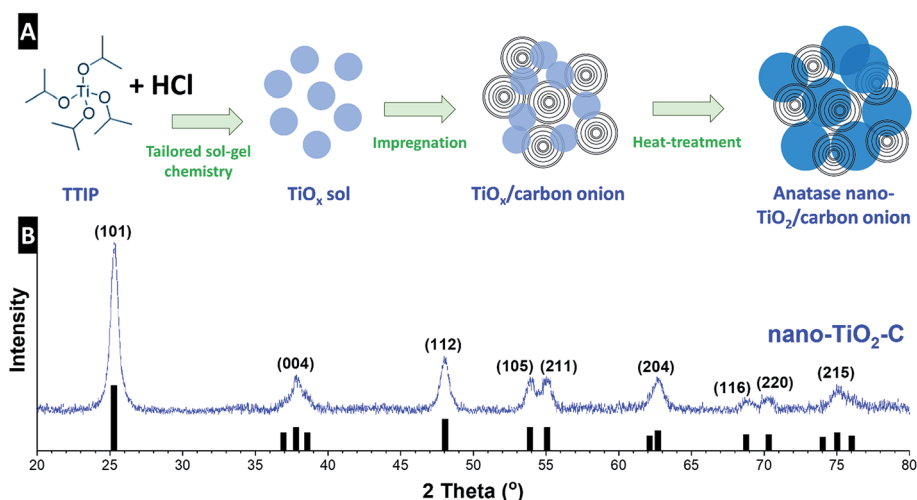 A
Ti
O
O
O
O
+ HCl
Tailored sol-gel
chemistry
Impregnation
Heat-treatment
TTIP
TiOx sol
TiOx/carbon onion
Anatase nano-
TiO2/carbon onion
B
Intensity
(101)
(004)
(112)
(105)
(211)
(204)
(116)
(220)
(215)
nano-TiO2-C
20 25 30 35 40 45 50 55 60 65 70 75 80
2 Theta (o)